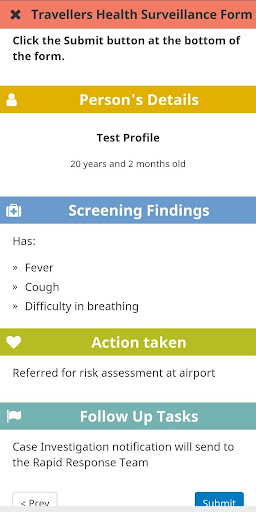 Travellers Health Surveillance Form
Click the Submit button at the bottom of
the form.
Person's Details
Test Profile
20 years and 2 months old
Screening Findings
Has:
» Fever
» Cough
» Difficulty in breathing
Action taken
Referred for risk assessment at airport
Follow Up Tasks
Case Investigation notification will send to
the Rapid Response Team
< Prev
Submit